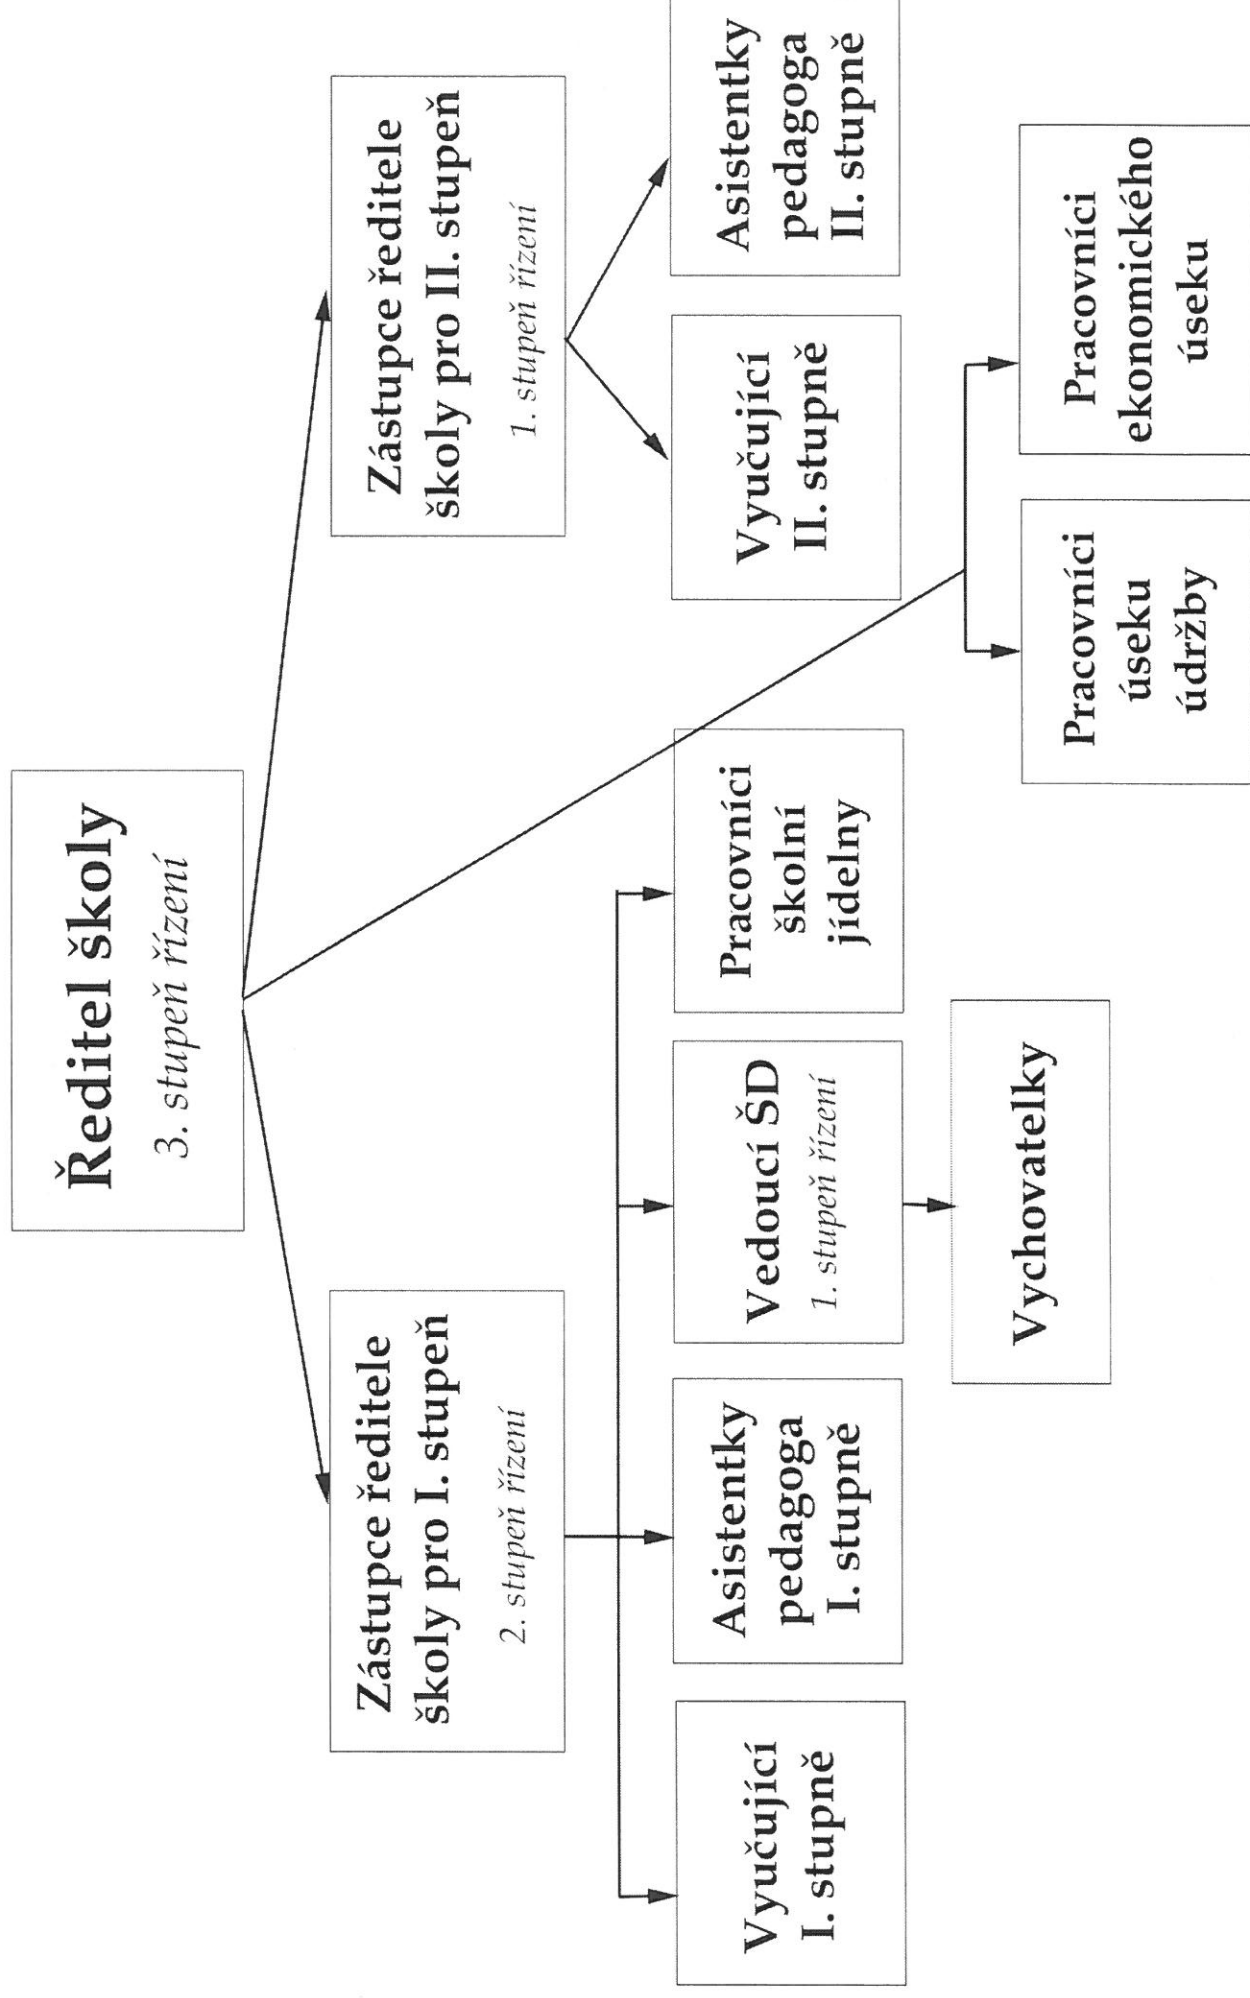 Ředitel školy
3. stupeň řízení
Zástupce ředitele
školy pro I. stupeň
2. stupeň řízení
Zástupce ředitele
školy pro II. stupeň
1. stupeň řízení
Vyučující
I. stupně
Asistentky
pedagoga
I. stupně
Vedoucí ŠD
1. stupeň řízení
Pracovníci
školní
jídelny
Vyučující
II. stupně
Asistentky
pedagoga
II. stupně
Vychovatelky
Pracovníci
úseku
údržby
Pracovníci
ekonomického
úseku